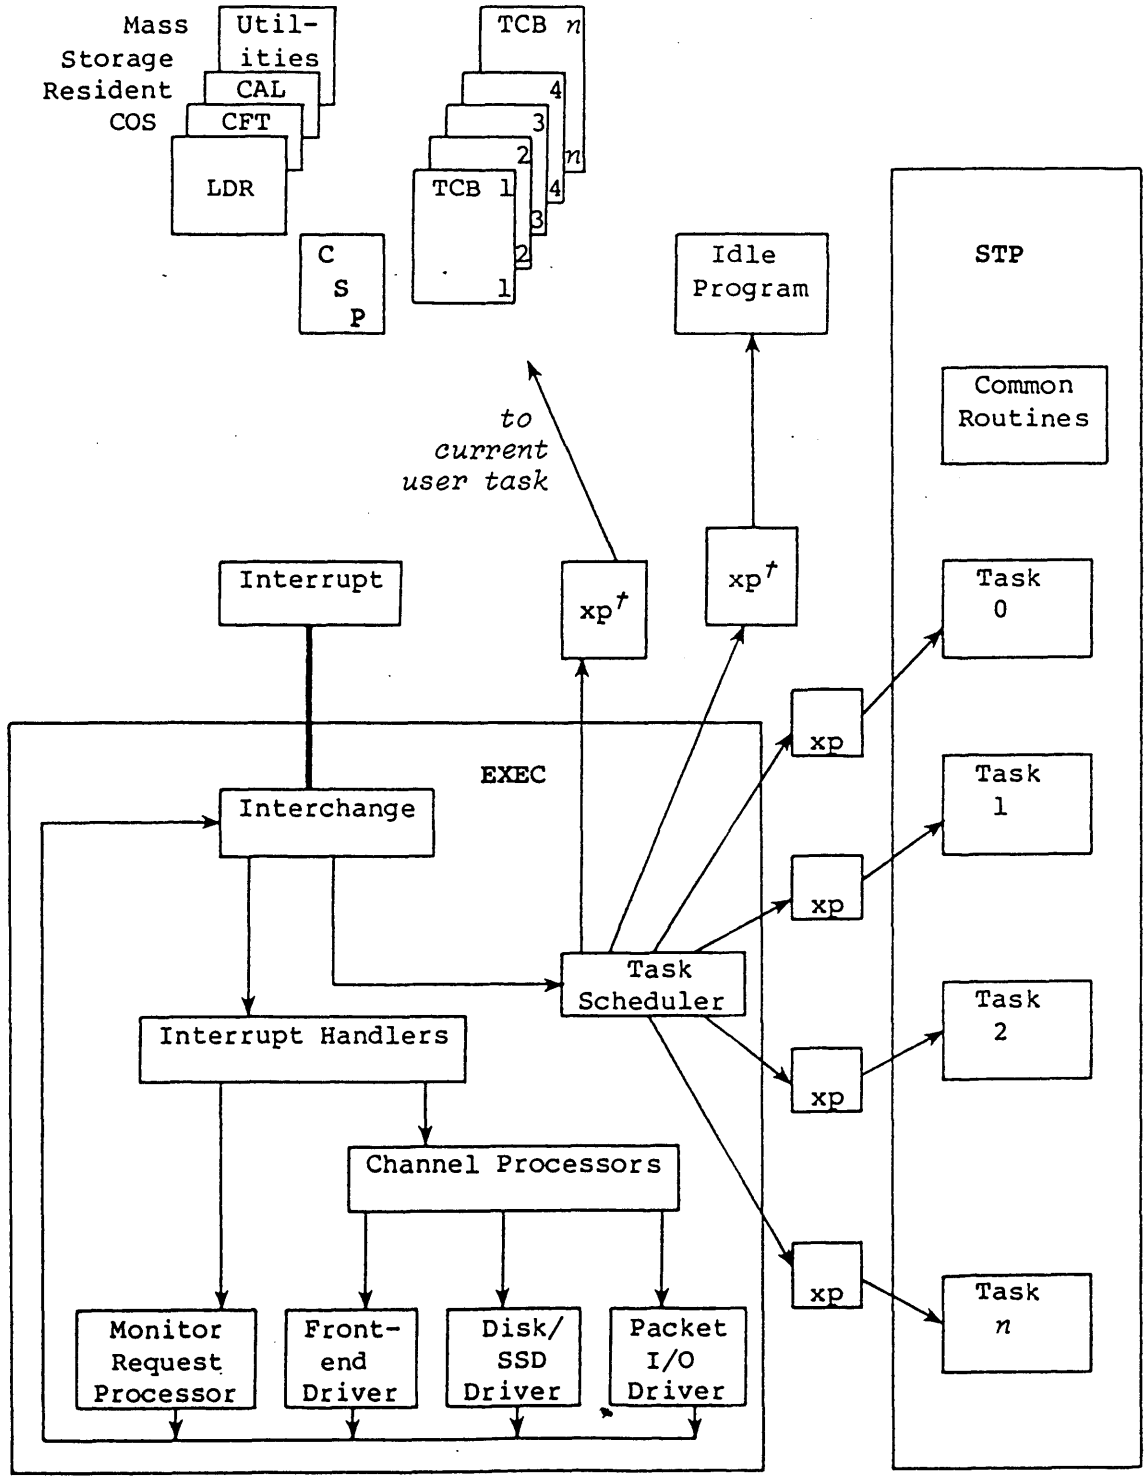 Mass
Storage
Resident
COS
Util-
ities
CAL
CFT
LDR
TCB n
4
3
2
n
TCB 1
4
3
2
1
C
S
P
Idle
Program
STP
Common
Routines
to
current
user task
Interrupt
xp†
xp†
Task
0
xp
EXEC
Task
1
Interchange
xp
Task
Scheduler
Task
2
Interrupt Handlers
xp
Channel Processors
xp
Task
n
Monitor
Request
Processor
Front-
end
Driver
Disk/
SSD
Driver
Packet
I/O
Driver